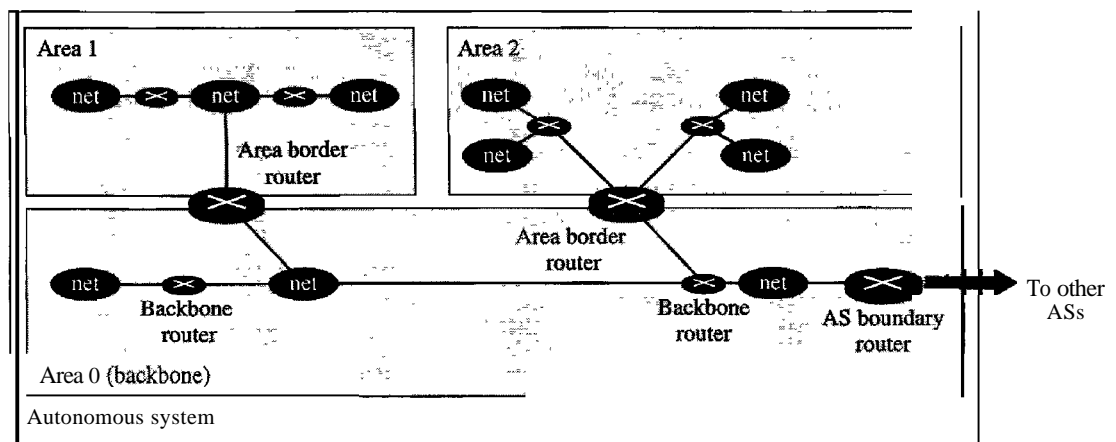 Area 1
Area 2
net
net
net
net
net
net
net
Area border
router
Area border
router
net
net
net
Backbone
router
Backbone
router
AS boundary
router
To other
ASs
Area 0 (backbone)
Autonomous system